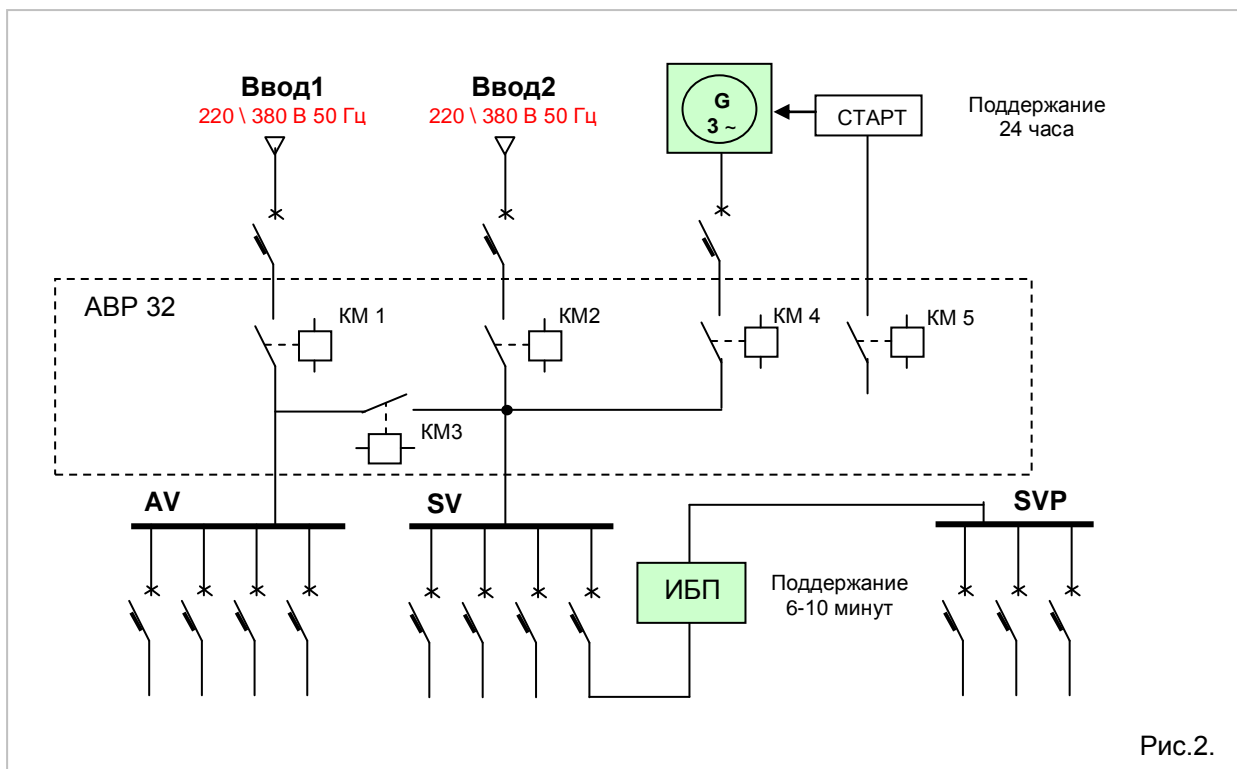 Ввод1
220 \ 380 В 50 Гц
Ввод2
220 \ 380 В 50 Гц
G
3 ~
СТАРТ
Поддержание
24 часа
АВР 32
КМ 1
КМ2
КМ 4
КМ 5
КМ3
AV
SV
SVP
ИБП
Поддержание
6-10 минут
Рис.2.